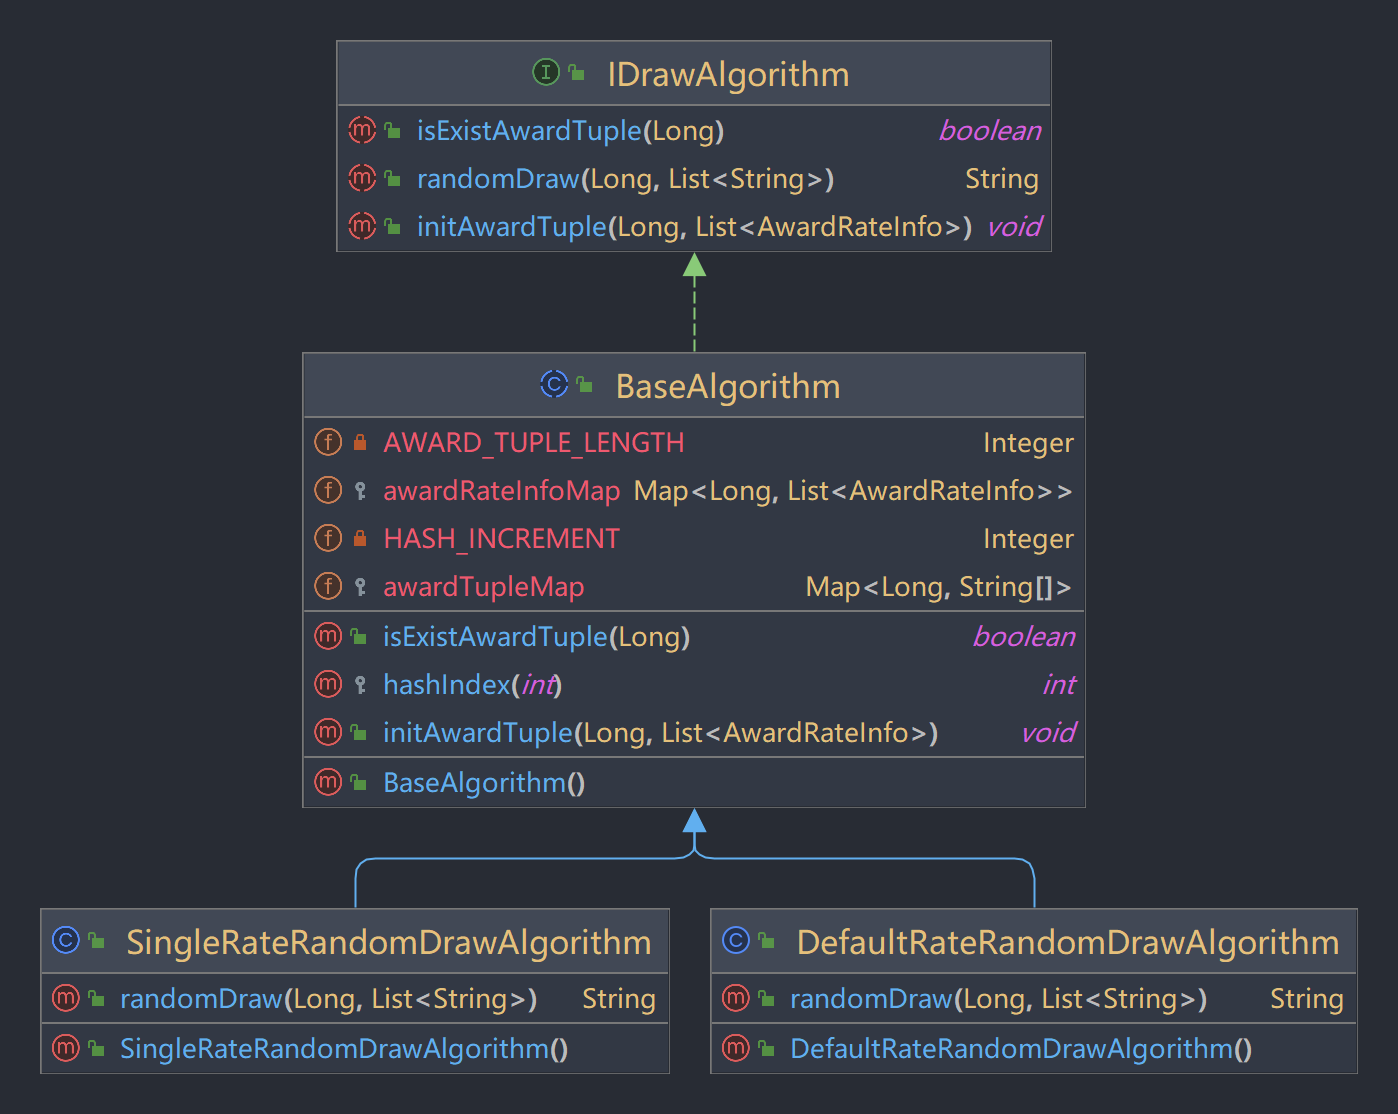 IDrawAlgorithm
isExistAwardTuple(Long) boolean
randomDraw(Long, List<String>) String
initAwardTuple(Long, List<AwardRateInfo>) void
BaseAlgorithm
AWARD_TUPLE_LENGTH Integer
awardRateInfoMap Map<Long, List<AwardRateInfo>>
HASH_INCREMENT Integer
awardTupleMap Map<Long, String[]>
isExistAwardTuple(Long) boolean
hashIndex(int) int
initAwardTuple(Long, List<AwardRateInfo>) void
BaseAlgorithm()
SingleRateRandomDrawAlgorithm
randomDraw(Long, List<String>) String
SingleRateRandomDrawAlgorithm()
DefaultRateRandomDrawAlgorithm
randomDraw(Long, List<String>) String
DefaultRateRandomDrawAlgorithm()